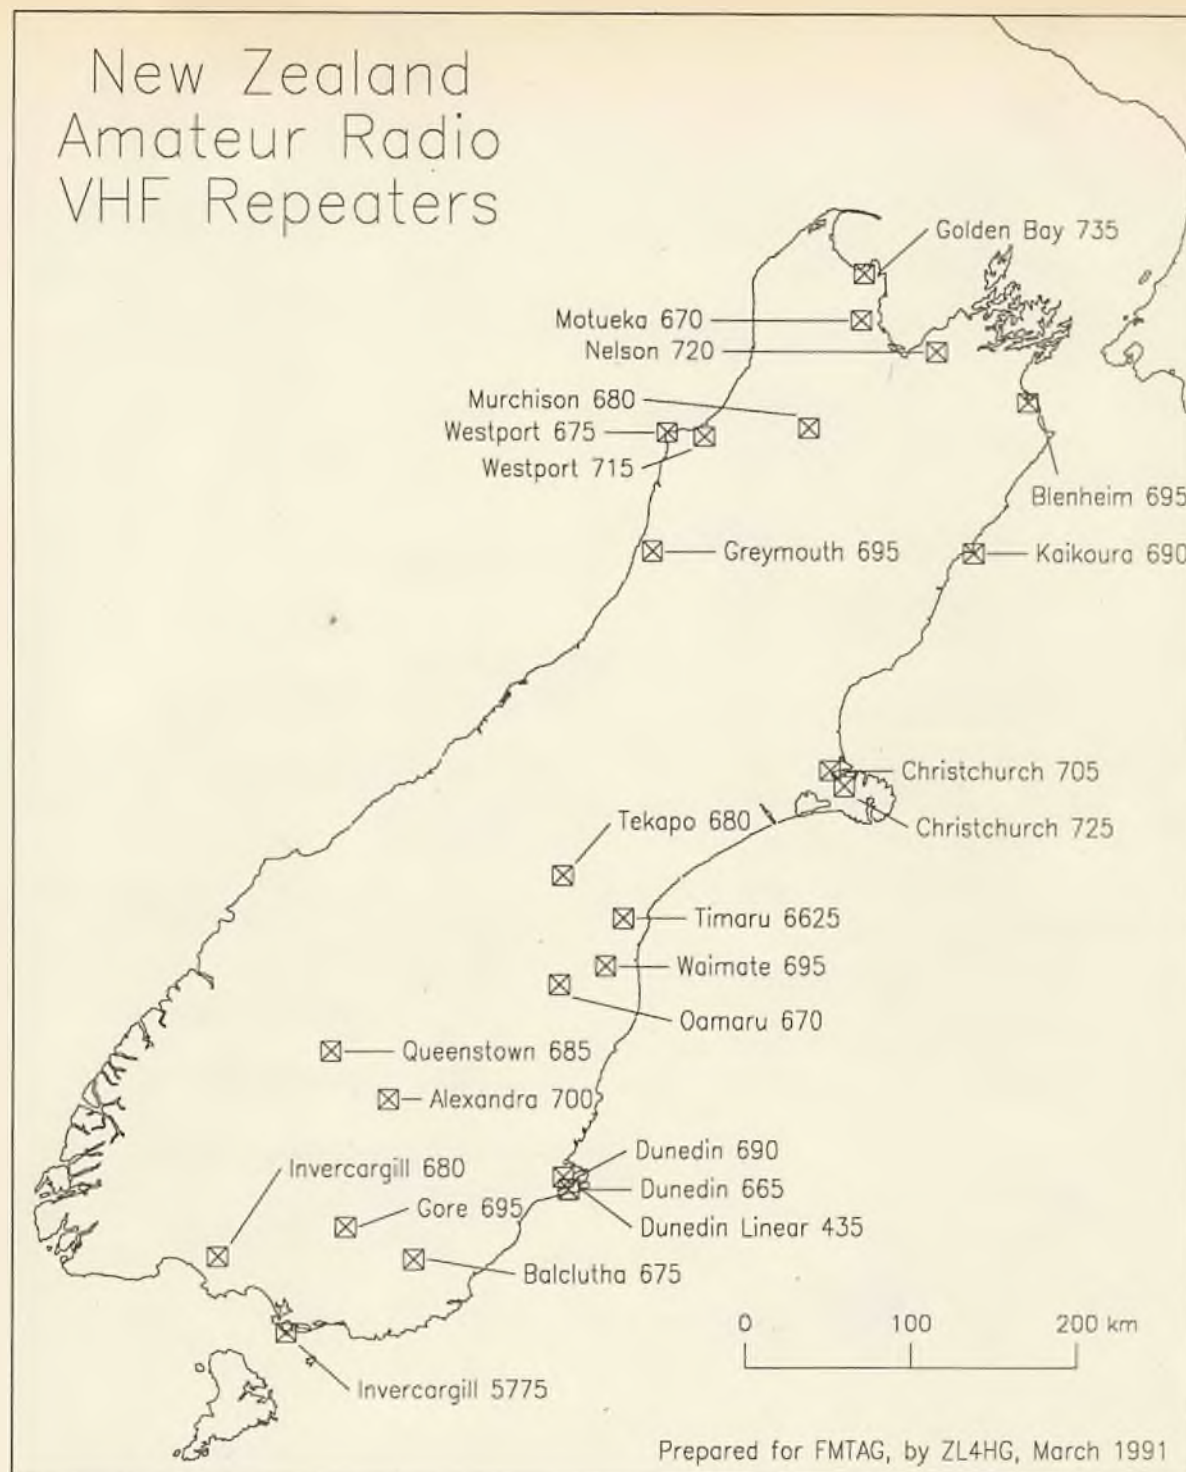 New Zealand
Amateur Radio
VHF Repeaters
Golden Bay 735
Motueka 670
Nelson 720
Murchison 680
Westport 675
Westport 715
Blenheim 695
Greymouth 695
Kaikoura 690
Christchurch 705
Christchurch 725
Tekapo 680
Timaru 6625
Waimate 695
Oamaru 670
Queenstown 685
Alexandra 700
Dunedin 690
Invercargill 680
Dunedin 665
Gore 695
Dunedin Linear 435
Balclutha 675
0 100 200 km
Invercargill 5775
Prepared for FMTAG, by ZL4HG, March 1991